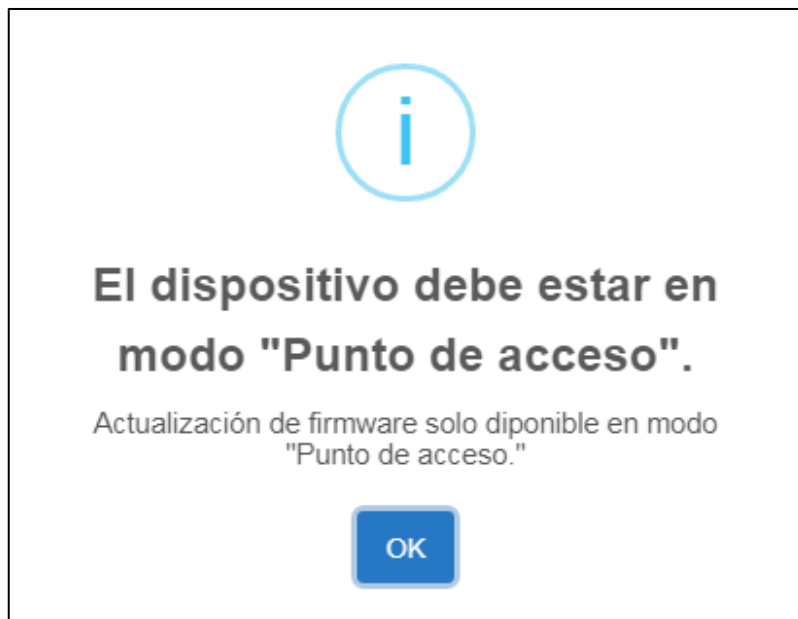 i
El dispositivo debe estar en
modo "Punto de acceso".
Actualización de firmware solo diponible en modo
"Punto de acceso."
OK